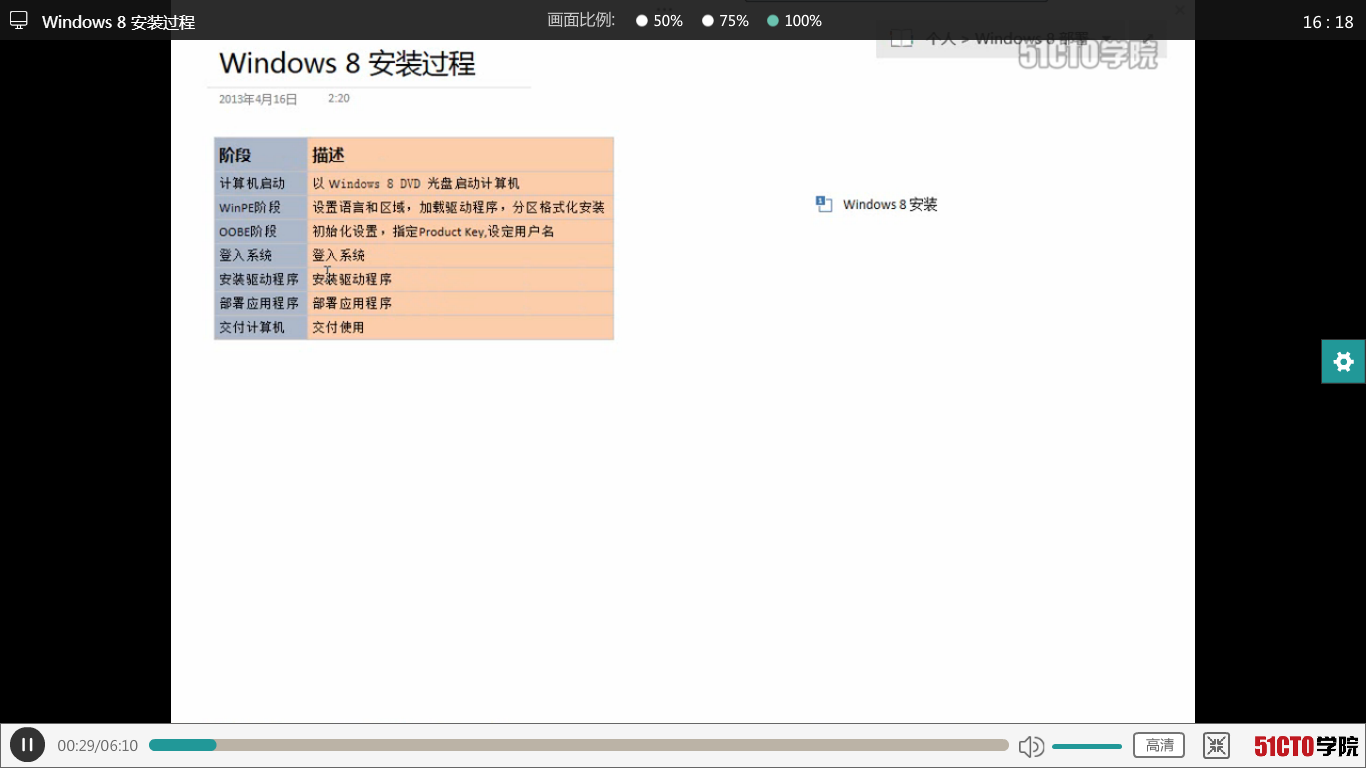 Windows 8 安装过程
画面比例: 50% 75% 100%
16 : 18
个人 > Windows 8 部署
51CTO学院
Windows 8 安装过程
2013年4月16日 2:20
阶段 描述
计算机启动 以 Windows 8 DVD 光盘启动计算机
WinPE阶段 设置语言和区域，加载驱动程序，分区格式化安装
OOBE阶段 初始化设置，指定Product Key,设定用户名
登入系统 登入系统
安装驱动程序 安装驱动程序
部署应用程序 部署应用程序
交付计算机 交付使用
1 Windows 8 安装
00:29/06:10
高清
51CTO学院